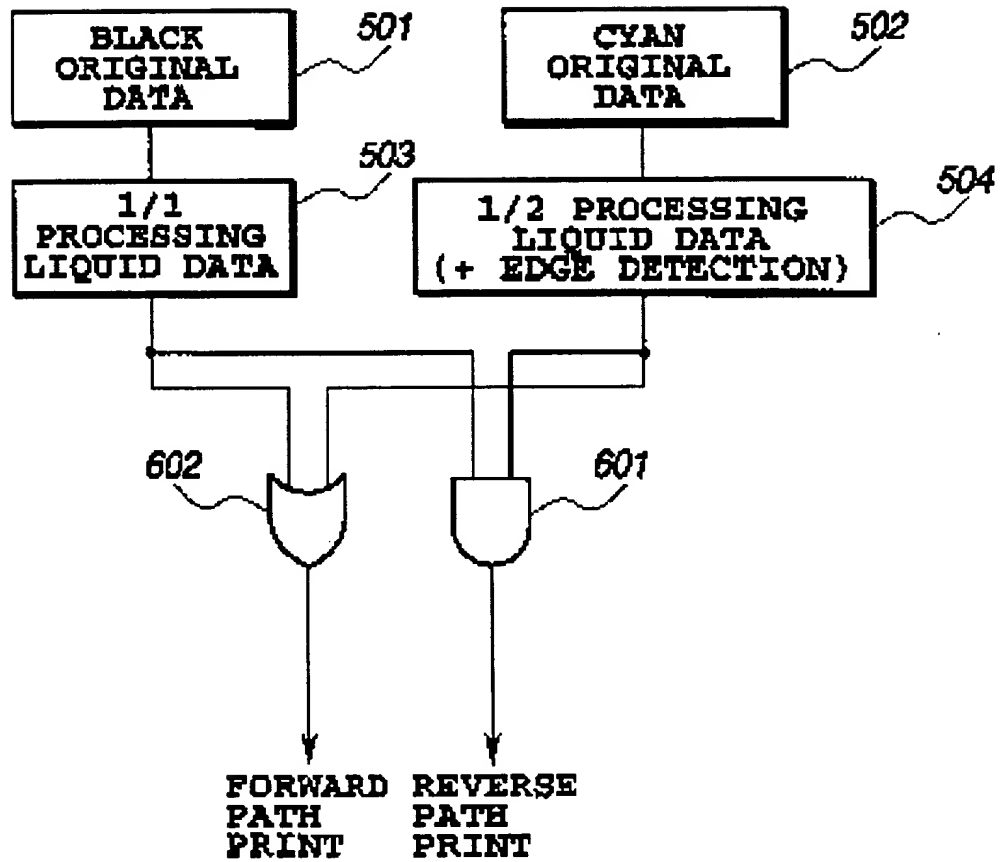 BLACK
ORIGINAL
DATA
501
CYAN
ORIGINAL
DATA
502
1/1
PROCESSING
LIQUID DATA
503
1/2 PROCESSING
LIQUID DATA
(+ EDGE DETECTION)
504
602
601
FORWARD
PATH
PRINT
REVERSE
PATH
PRINT